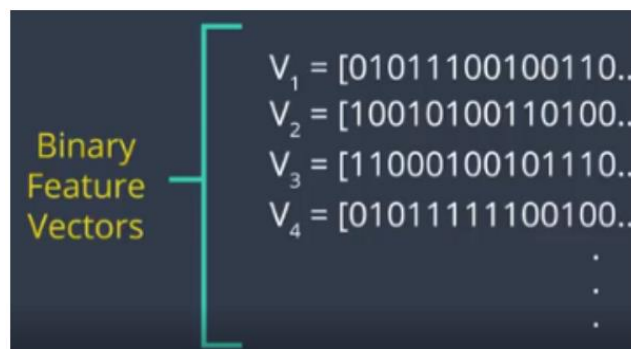 Binary
Feature
Vectors
V1 = [01011100100110..
V2 = [10010100110100..
V3 = [11000100101110..
V4 = [01011111100100..
.
.
.